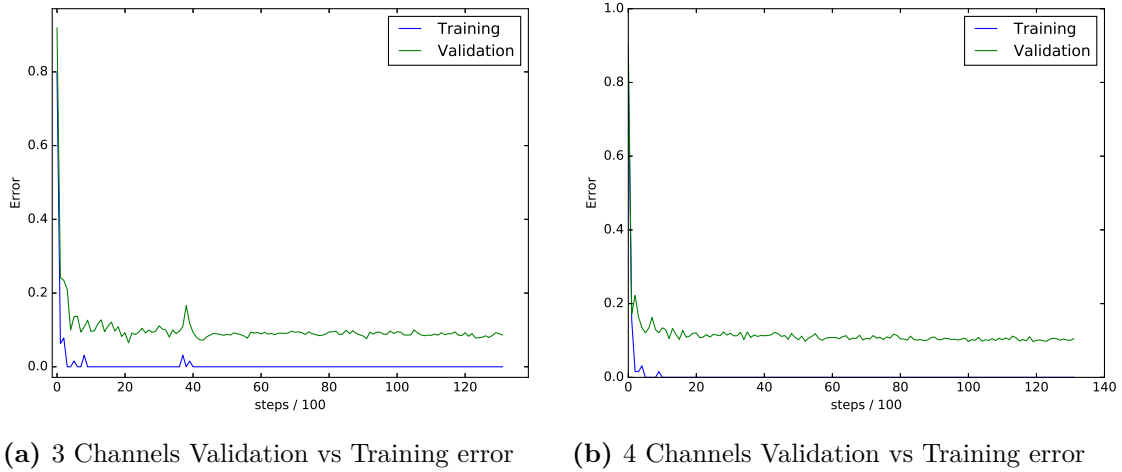 Training
Validation
0.8
0.6
0.4
0.2
0.0
Error
0 20 40 60 80 100 120
steps / 100
(a) 3 Channels Validation vs Training error
Training
Validation
1.0
0.8
0.6
0.4
0.2
0.0
Error
0 20 40 60 80 100 120 140
steps / 100
(b) 4 Channels Validation vs Training error